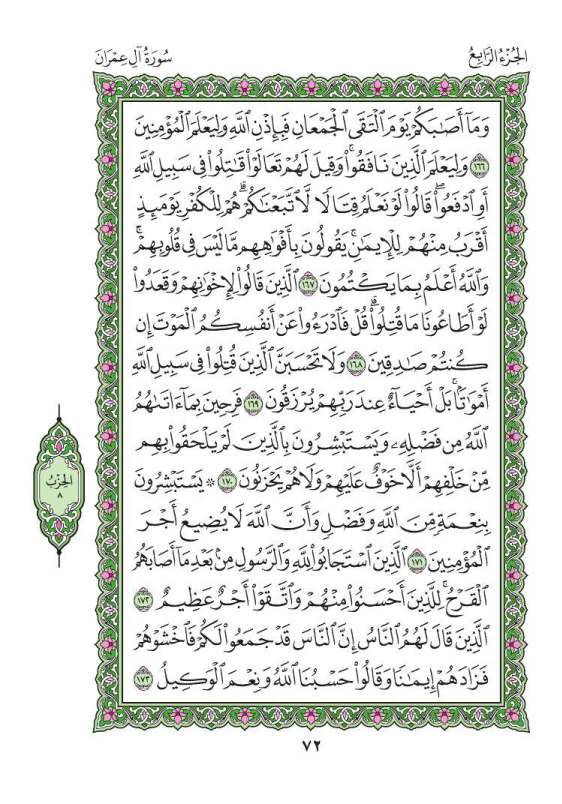 الجُزْءُ الرَّابِعُ
سُورَةُ آلِ عِمْرَانَ
وَمَآ أَصَٰبَكُمْ يَوْمَ ٱلْتَقَى ٱلْجَمْعَانِ فَبِإِذْنِ ٱللَّهِ وَلِيَعْلَمَ ٱلْمُؤْمِنِينَ
١٦٦ وَلِيَعْلَمَ ٱلَّذِينَ نَافَقُوا۟ۚ وَقِيلَ لَهُمْ تَعَالَوْا۟ قَٰتِلُوا۟ فِى سَبِيلِ ٱللَّهِ
أَوِ ٱدْفَعُوا۟ۖ قَالُوا۟ لَوْ نَعْلَمُ قِتَالًا لَّٱتَّبَعْنَٰكُمْۗ هُمْ لِلْكُفْرِ يَوْمَئِذٍ
أَقْرَبُ مِنْهُمْ لِلْإِيمَٰنِۚ يَقُولُونَ بِأَفْوَٰهِهِم مَّا لَيْسَ فِى قُلُوبِهِمْۚ
وَٱللَّهُ أَعْلَمُ بِمَا يَكْتُمُونَ ١٦٧ ٱلَّذِينَ قَالُوا۟ لِإِخْوَٰنِهِمْ وَقَعَدُوا۟
لَوْ أَطَاعُونَا مَا قُتِلُوا۟ۗ قُلْ فَٱدْرَءُوا۟ عَنْ أَنفُسِكُمُ ٱلْمَوْتَ إِن
كُنتُمْ صَٰدِقِينَ ١٦٨ وَلَا تَحْسَبَنَّ ٱلَّذِينَ قُتِلُوا۟ فِى سَبِيلِ ٱللَّهِ
أَمْوَٰتًۢاۚ بَلْ أَحْيَآءٌ عِندَ رَبِّهِمْ يُرْزَقُونَ ١٦٩ فَرِحِينَ بِمَآ ءَاتَىٰهُمُ
ٱللَّهُ مِن فَضْلِهِۦ وَيَسْتَبْشِرُونَ بِٱلَّذِينَ لَمْ يَلْحَقُوا۟ بِهِم
مِّنْ خَلْفِهِمْ أَلَّا خَوْفٌ عَلَيْهِمْ وَلَا هُمْ يَحْزَنُونَ ١٧٠ ۞ يَسْتَبْشِرُونَ
بِنِعْمَةٍ مِّنَ ٱللَّهِ وَفَضْلٍ وَأَنَّ ٱللَّهَ لَا يُضِيعُ أَجْرَ
ٱلْمُؤْمِنِينَ ١٧١ ٱلَّذِينَ ٱسْتَجَابُوا۟ لِلَّهِ وَٱلرَّسُولِ مِنۢ بَعْدِ مَآ أَصَابَهُمُ
ٱلْقَرْحُۚ لِلَّذِينَ أَحْسَنُوا۟ مِنْهُمْ وَٱتَّقَوْا۟ أَجْرٌ عَظِيمٌ ١٧٢
ٱلَّذِينَ قَالَ لَهُمُ ٱلنَّاسُ إِنَّ ٱلنَّاسَ قَدْ جَمَعُوا۟ لَكُمْ فَٱخْشَوْهُمْ
فَزَادَهُمْ إِيمَٰنًا وَقَالُوا۟ حَسْبُنَا ٱللَّهُ وَنِعْمَ ٱلْوَكِيلُ ١٧٣
الحِزْبُ
٨
٧٢